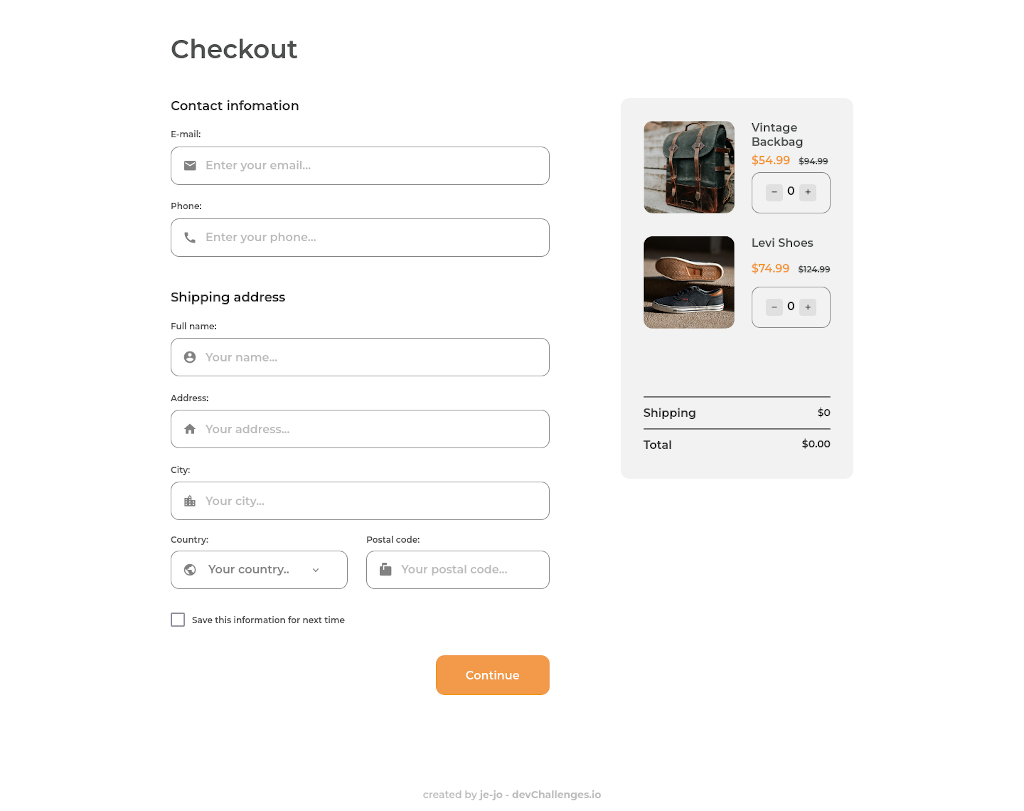 Checkout
Contact infomation
E-mail:
Enter your email...
Phone:
Enter your phone...
Shipping address
Full name:
Your name...
Address:
Your address...
City:
Your city...
Country:
Your country..
Postal code:
Your postal code...
Save this information for next time
Continue
Vintage
Backbag
$54.99 $94.99
− 0 +
Levi Shoes
$74.99 $124.99
− 0 +
Shipping $0
Total $0.00
created by je-jo - devChallenges.io